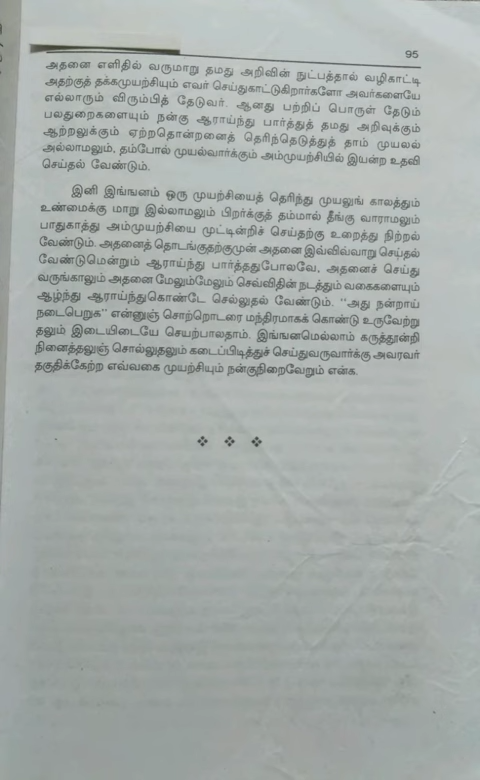 95
அதனை எளிதில் வருமாறு தமது அறிவின் நுட்பத்தால் வழிகாட்டி
அதற்குத் தக்கமுயற்சியும் எவர் செய்துகாட்டுகிறார்களோ அவர்களையே
எல்லாரும் விரும்பித் தேடுவர். ஆனது பற்றிப் பொருள் தேடும்
பலதுறைகளையும் நன்கு ஆராய்ந்து பார்த்துத் தமது அறிவுக்கும்
ஆற்றலுக்கும் ஏற்றதொன்றனைத் தெரிந்தெடுத்துத் தாம் முயலல்
அல்லாமலும், தம்போல் முயல்வார்க்கும் அம்முயற்சியில் இயன்ற உதவி
செய்தல் வேண்டும்.
இனி இங்ஙனம் ஒரு முயற்சியைத் தெரிந்து முயலுங் காலத்தும்
உண்மைக்கு மாறு இல்லாமலும் பிறர்க்குத் தம்மால் தீங்கு வாராமலும்
பாதுகாத்து அம்முயற்சியை முட்டின்றிச் செய்தற்கு உறைத்து நிற்றல்
வேண்டும். அதனைத் தொடங்குதற்குமுன் அதனை இவ்விவ்வாறு செய்தல்
வேண்டுமென்றும் ஆராய்ந்து பார்த்ததுபோலவே, அதனைச் செய்து
வருங்காலும் அதனை மேலும்மேலும் செவ்விதின் நடத்தும் வகைகளையும்
ஆழ்ந்து ஆராய்ந்துகொண்டே செல்லுதல் வேண்டும். “அது நன்றாய்
நடைபெறுக” என்னுஞ் சொற்றொடரை மந்திரமாகக் கொண்டு உருவேற்று
தலும் இடையிடையே செயற்பாலதாம். இங்ஙனமெல்லாம் கருத்தூன்றி
நினைத்தலுஞ் சொல்லுதலும் கடைப்பிடித்துச் செய்துவருவார்க்கு அவரவர்
தகுதிக்கேற்ற எவ்வகை முயற்சியும் நன்குநிறைவேறும் என்க.